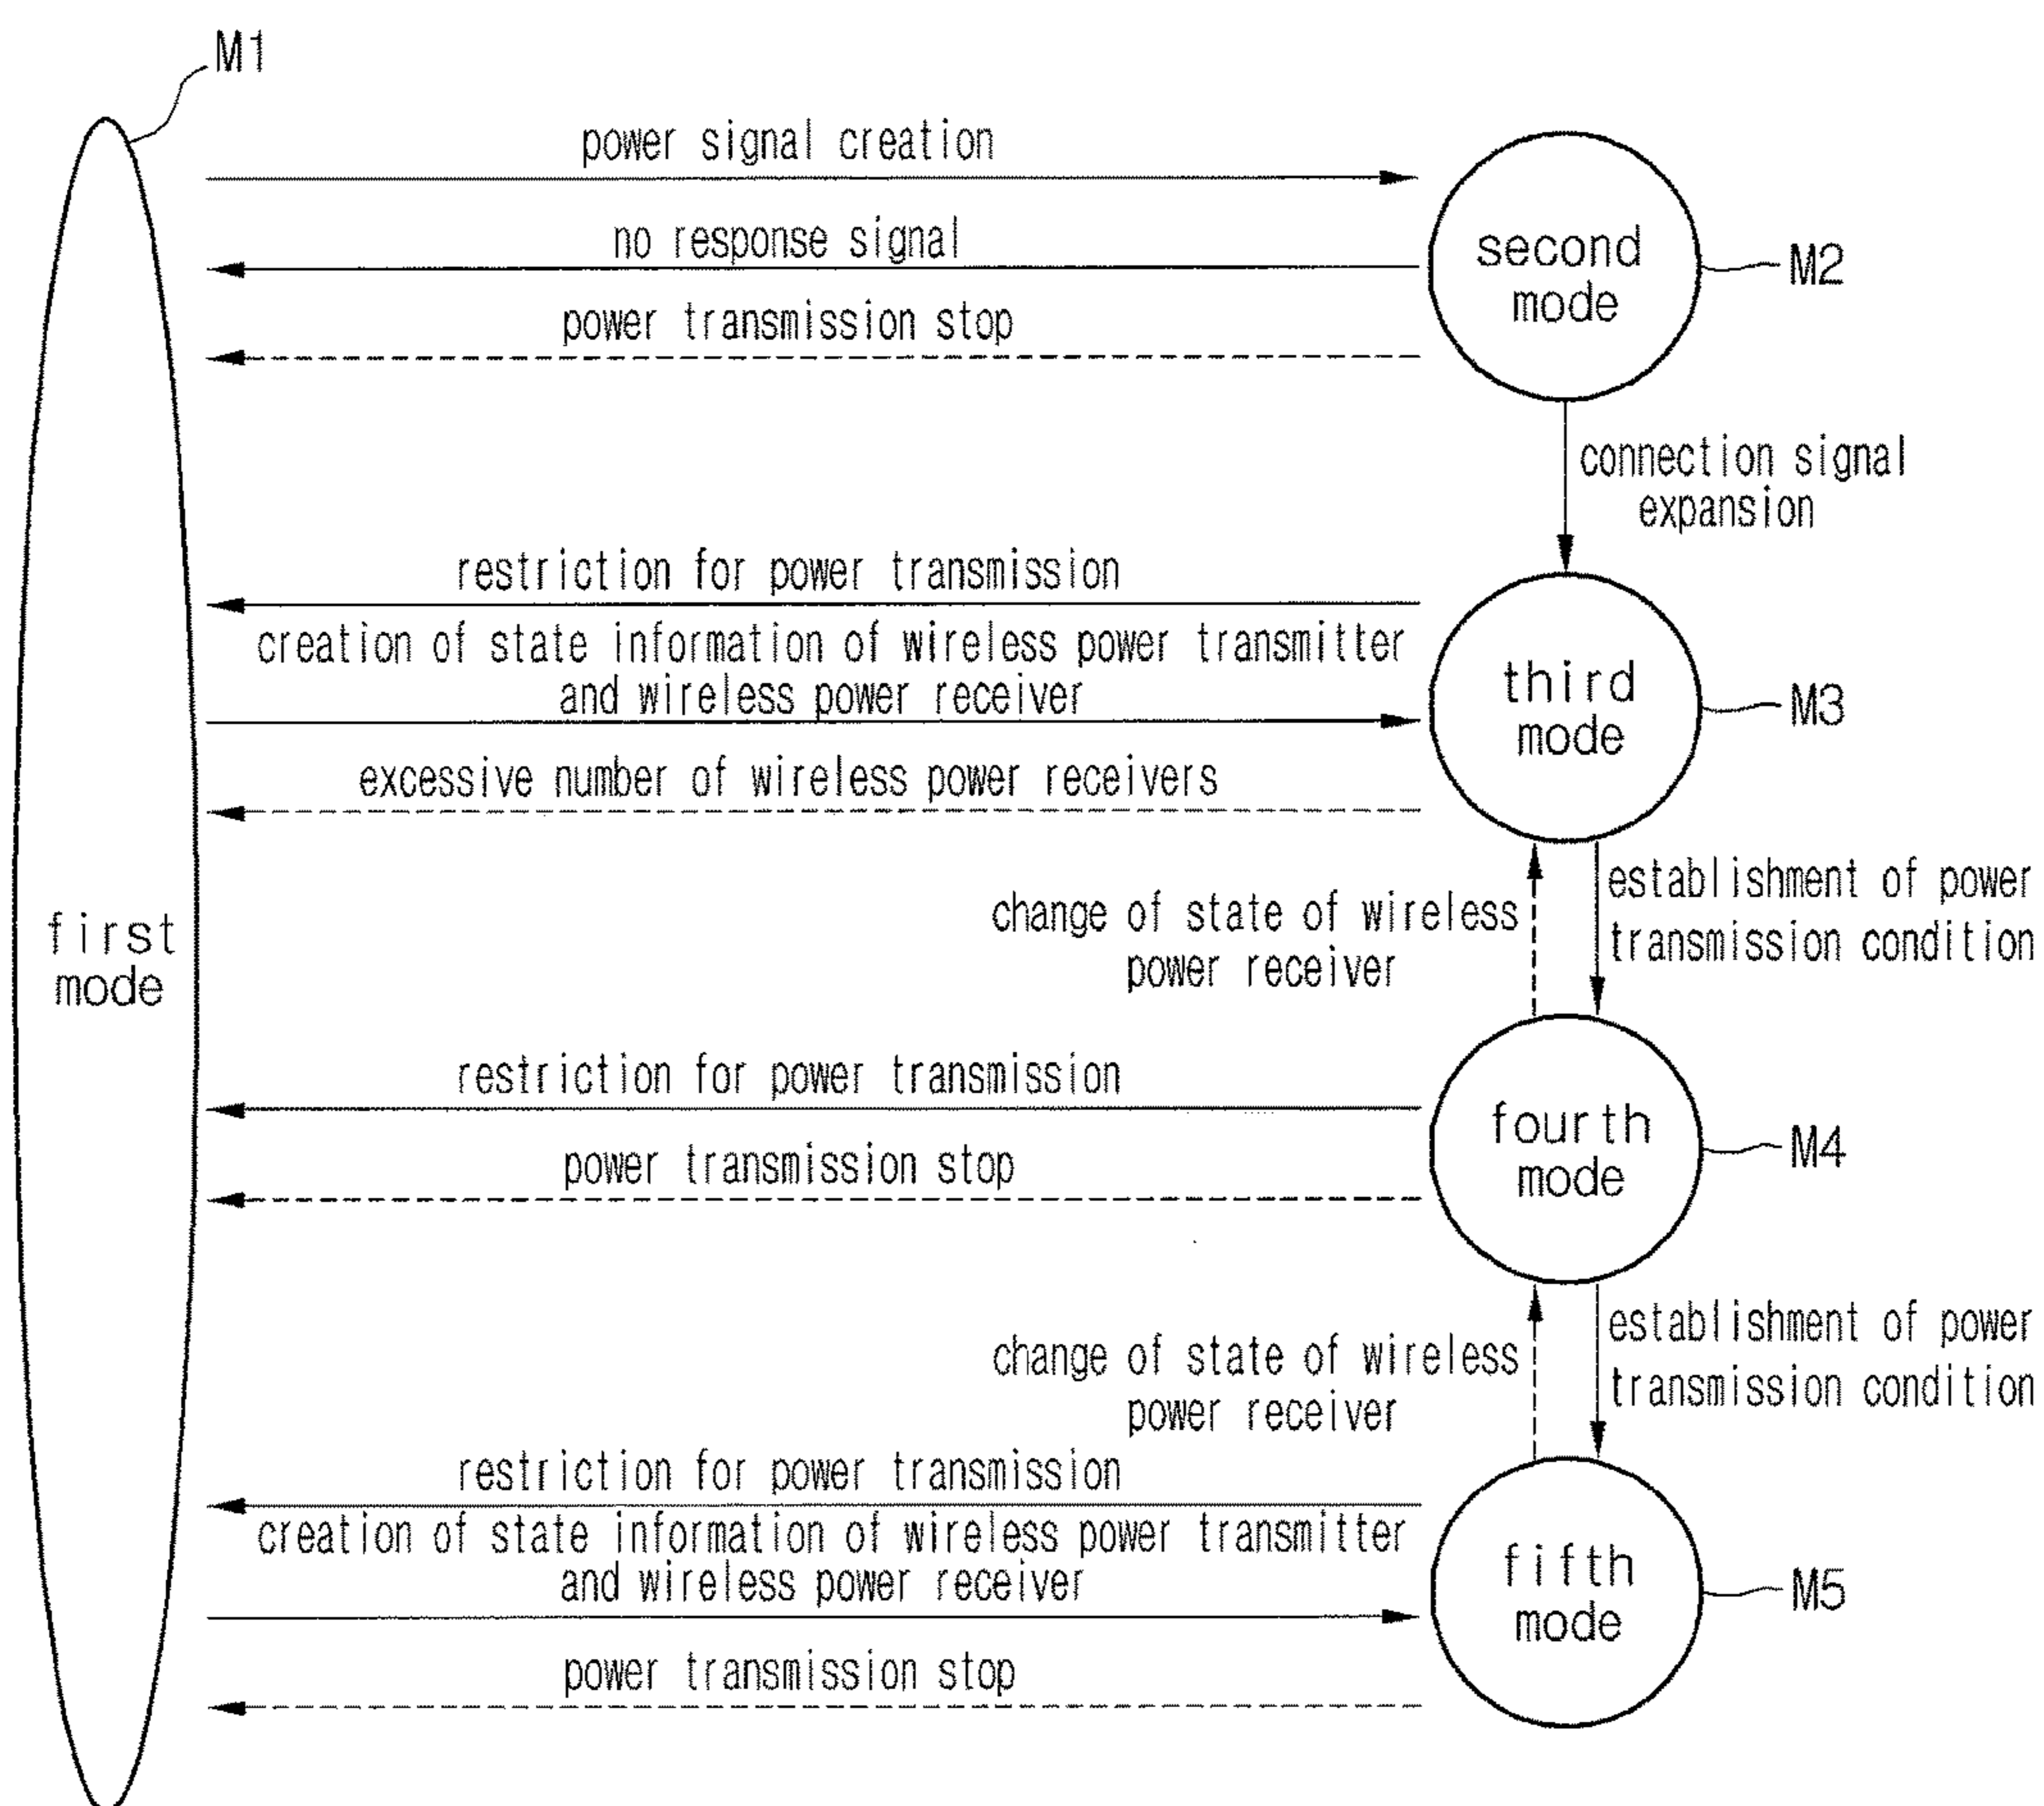 M1
power signal creation
no response signal
power transmission stop
second
mode
M2
connection signal
expansion
restriction for power transmission
creation of state information of wireless power transmitter
and wireless power receiver
excessive number of wireless power receivers
third
mode
M3
first
mode
change of state of wireless
power receiver
establishment of power
transmission condition
restriction for power transmission
power transmission stop
fourth
mode
M4
change of state of wireless
power receiver
establishment of power
transmission condition
restriction for power transmission
creation of state information of wireless power transmitter
and wireless power receiver
power transmission stop
fifth
mode
M5